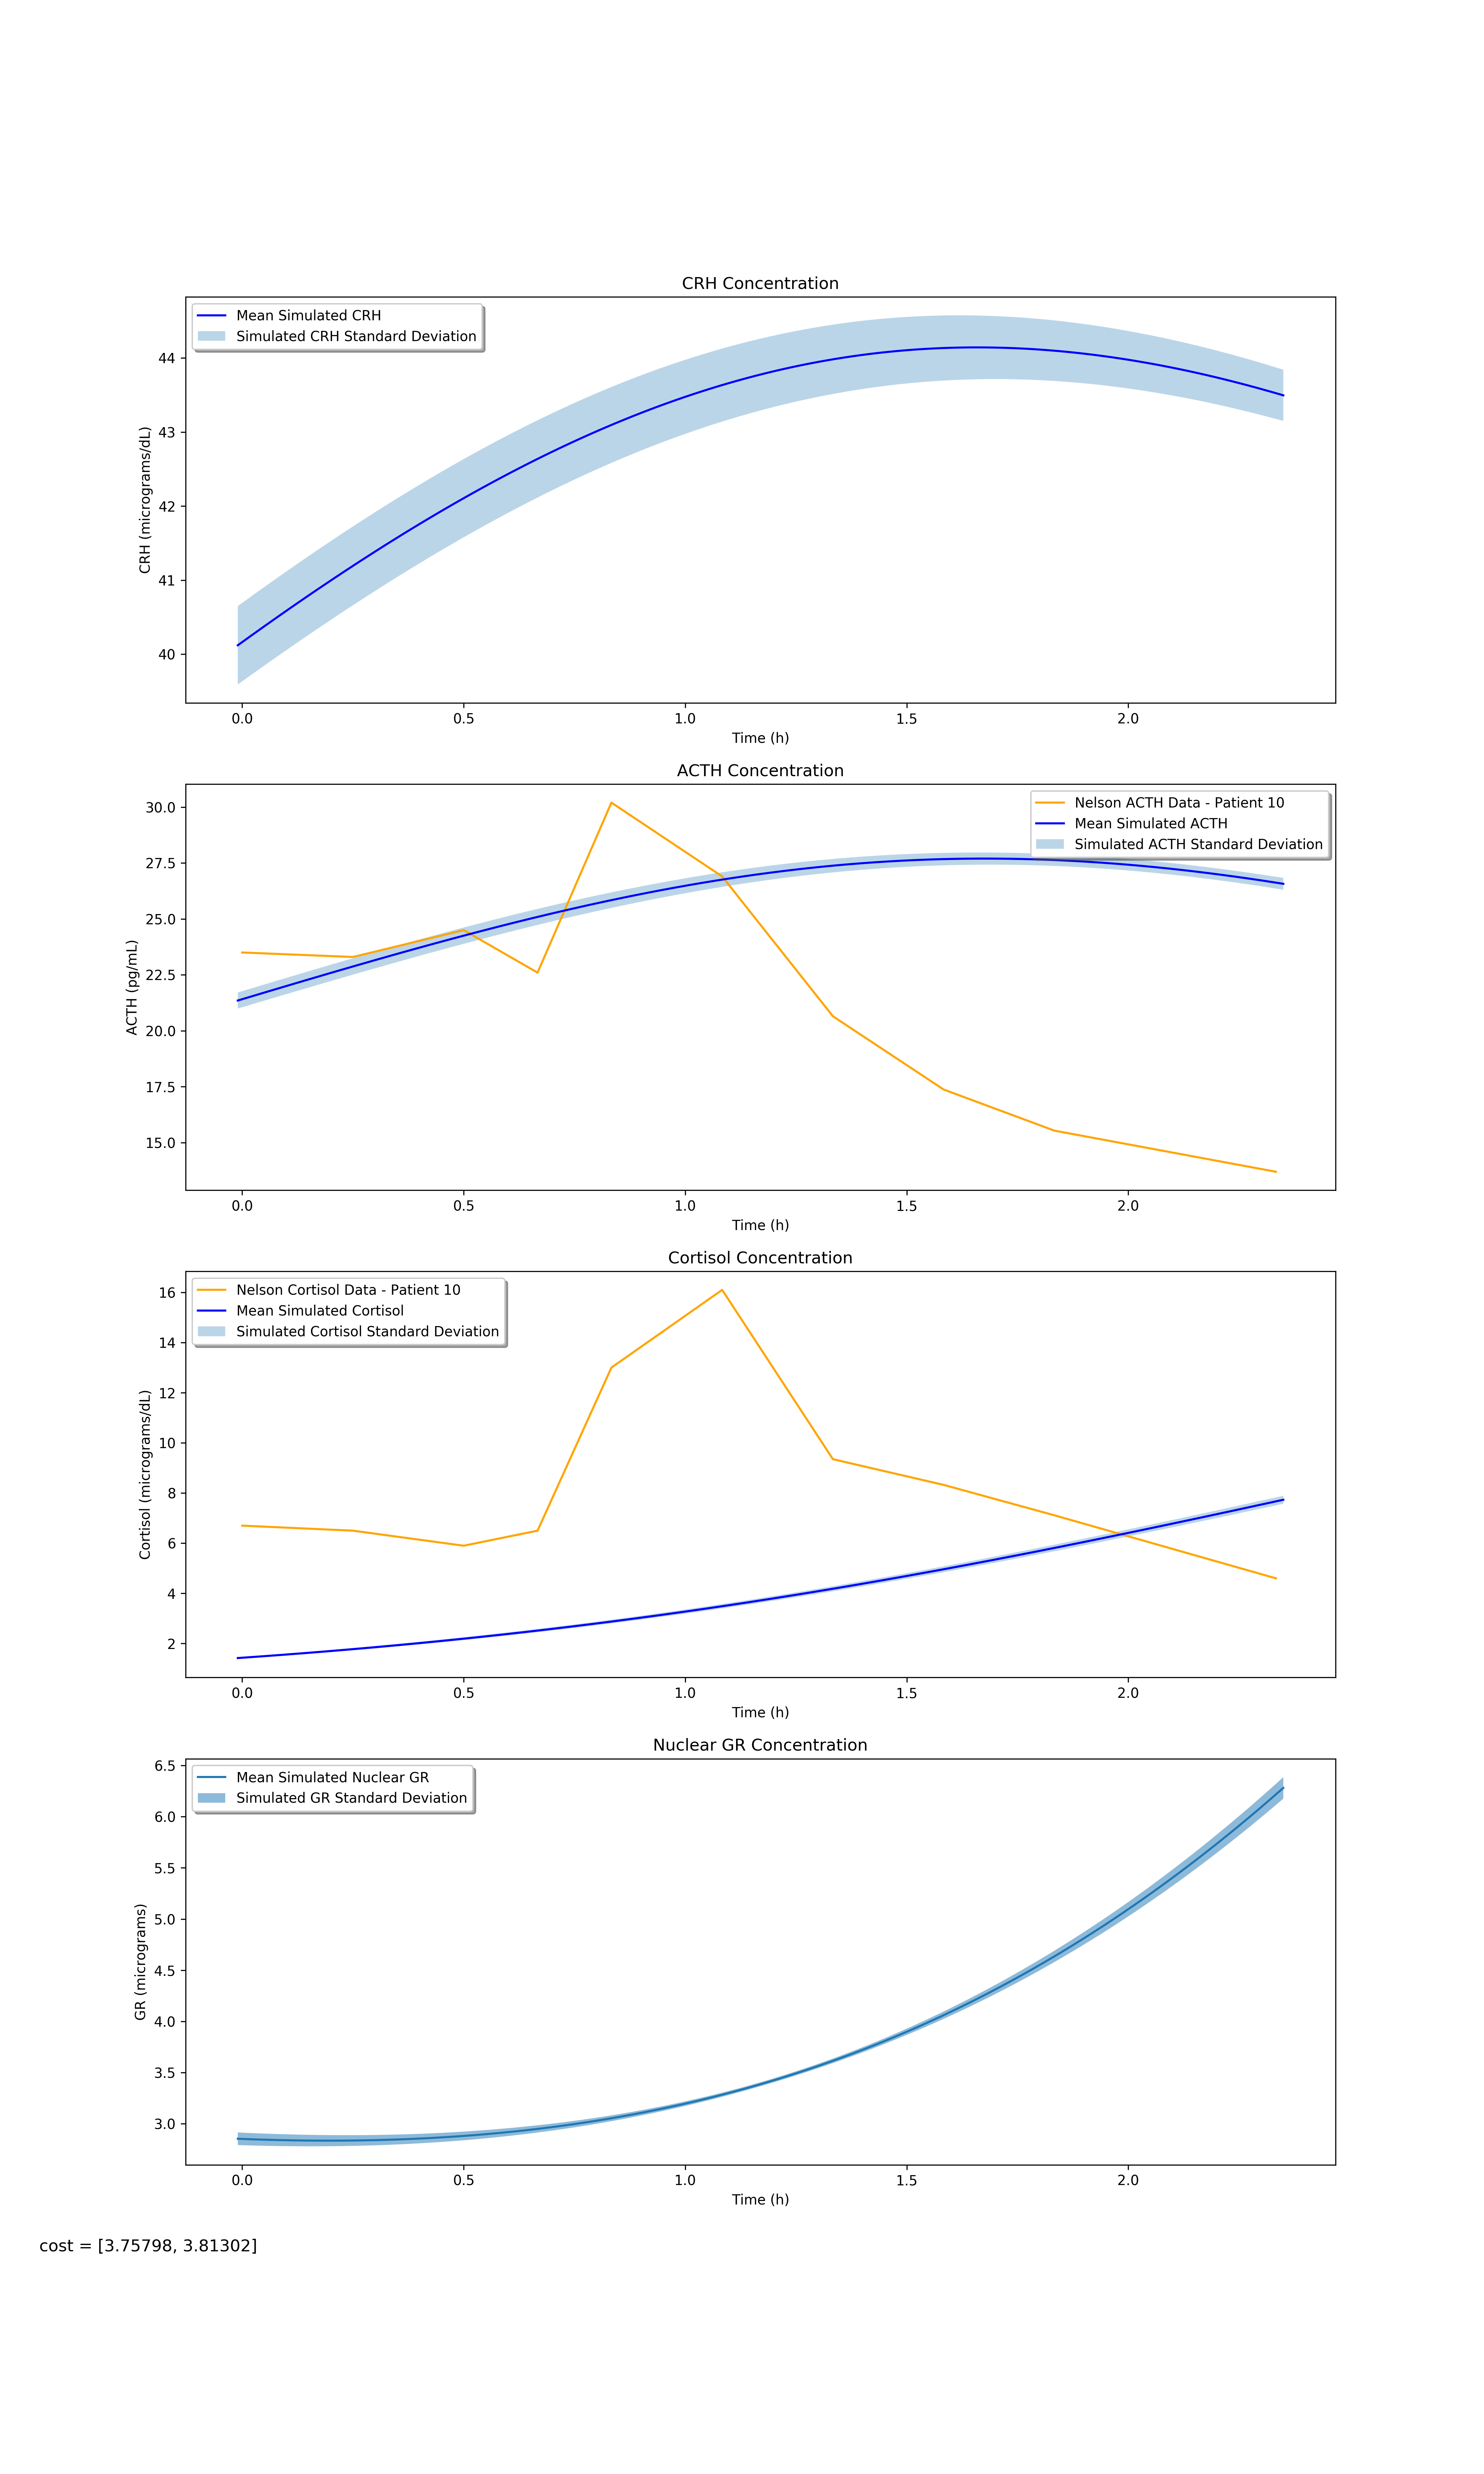 CRH Concentration
Mean Simulated CRH
Simulated CRH Standard Deviation
44
43
42
41
40
CRH (micrograms/dL)
0.0 0.5 1.0 1.5 2.0
Time (h)
ACTH Concentration
Nelson ACTH Data - Patient 10
Mean Simulated ACTH
Simulated ACTH Standard Deviation
30.0
27.5
25.0
22.5
20.0
17.5
15.0
ACTH (pg/mL)
0.0 0.5 1.0 1.5 2.0
Time (h)
Cortisol Concentration
Nelson Cortisol Data - Patient 10
Mean Simulated Cortisol
Simulated Cortisol Standard Deviation
16
14
12
10
8
6
4
2
Cortisol (micrograms/dL)
0.0 0.5 1.0 1.5 2.0
Time (h)
Nuclear GR Concentration
Mean Simulated Nuclear GR
Simulated GR Standard Deviation
6.5
6.0
5.5
5.0
4.5
4.0
3.5
3.0
GR (micrograms)
0.0 0.5 1.0 1.5 2.0
Time (h)
cost = [3.75798, 3.81302]